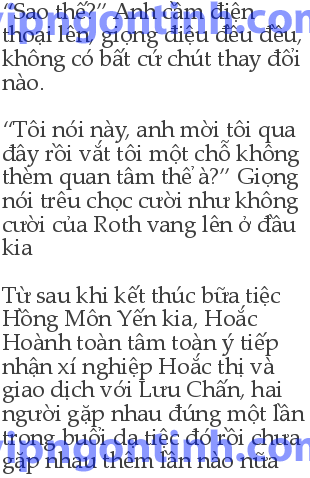 “Sao thế?” Anh cầm điện
thoại lên, giọng điệu đều đều,
không có bất cứ chút thay đổi
nào.
“Tôi nói này, anh mời tôi qua
đây rồi vắt tôi một chỗ không
thèm quan tâm thể à?” Giọng
nói trêu chọc cười như không
cười của Roth vang lên ở đầu
kia
Từ sau khi kết thúc bữa tiệc
Hồng Môn Yến kia, Hoắc
Hoành toàn tâm toàn ý tiếp
nhận xí nghiệp Hoắc thị và
giao dịch với Lưu Chấn, hai
người gặp nhau đúng một lần
trong buổi dạ tiệc đó rồi chưa
gặp nhau thêm lần nào nữa
vipngontinh.com
vipngontinh.com